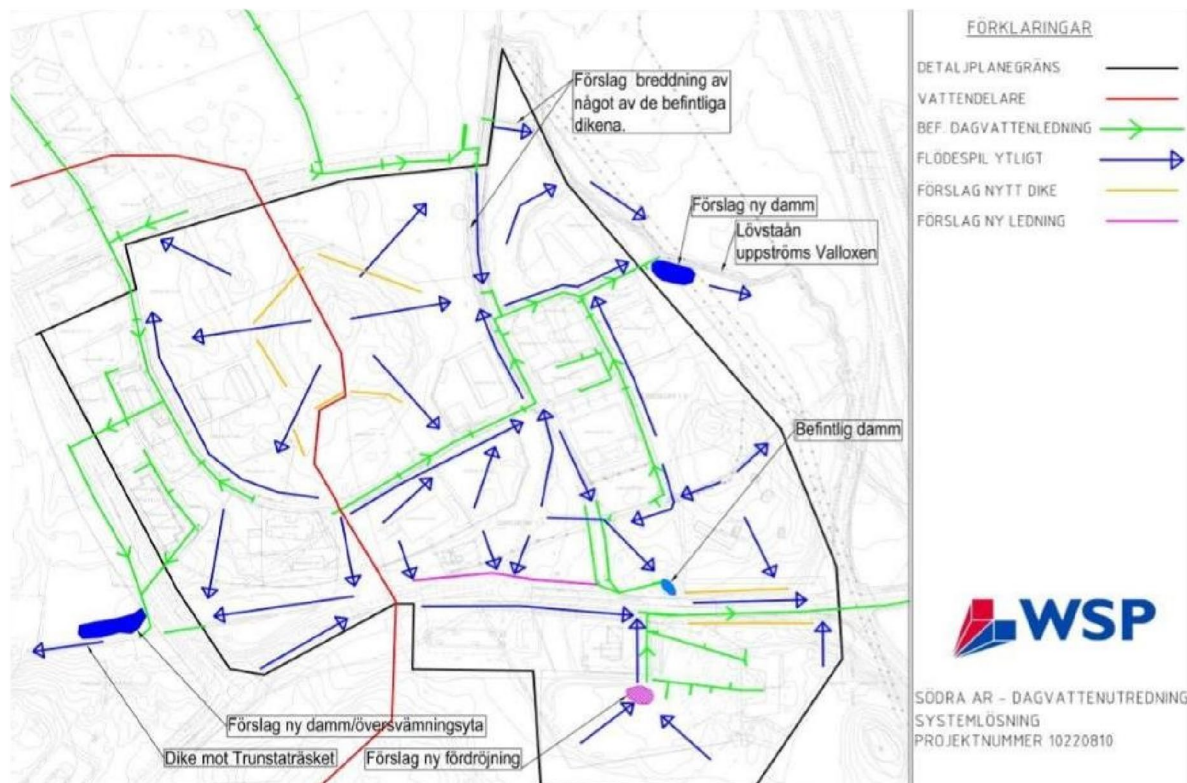 Förslag breddning av
något av de befintliga
dikena.
Förslag ny damm
Lövstaån
uppströms Valloxen
Befintlig damm
Förslag ny damm/översvämningsyta
Dike mot Trunstaträsket
Förslag ny fördröjning
FÖRKLARINGAR
DETALJPLANEGRÄNS
VATTENDELARE
BEF. DAGVATTENLEDNING
FLÖDESPIL YTLIGT
FÖRSLAG NYTT DIKE
FÖRSLAG NY LEDNING
WSP
SÖDRA AR - DAGVATTENUTREDNING
SYSTEMLÖSNING
PROJEKTNUMMER 10220810